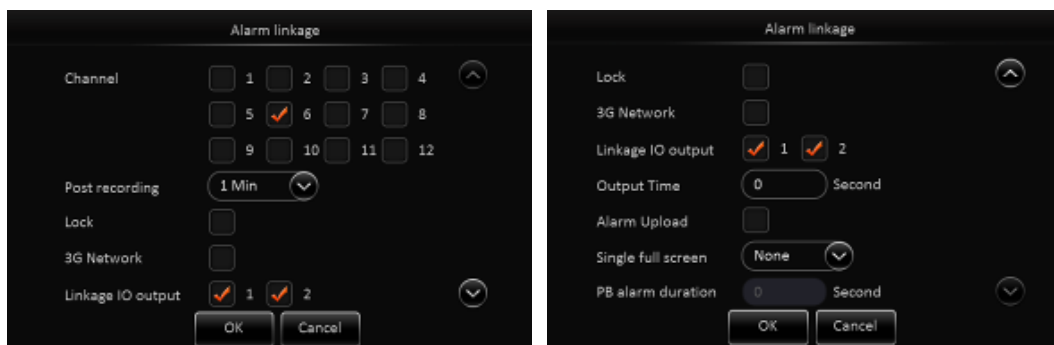 Alarm linkage
Channel 1 2 3 4
5 6 7 8
9 10 11 12
Post recording 1 Min
Lock
3G Network
Linkage IO output 1 2
OK Cancel
Alarm linkage
Lock
3G Network
Linkage IO output 1 2
Output Time 0 Second
Alarm Upload
Single full screen None
PB alarm duration 0 Second
OK Cancel